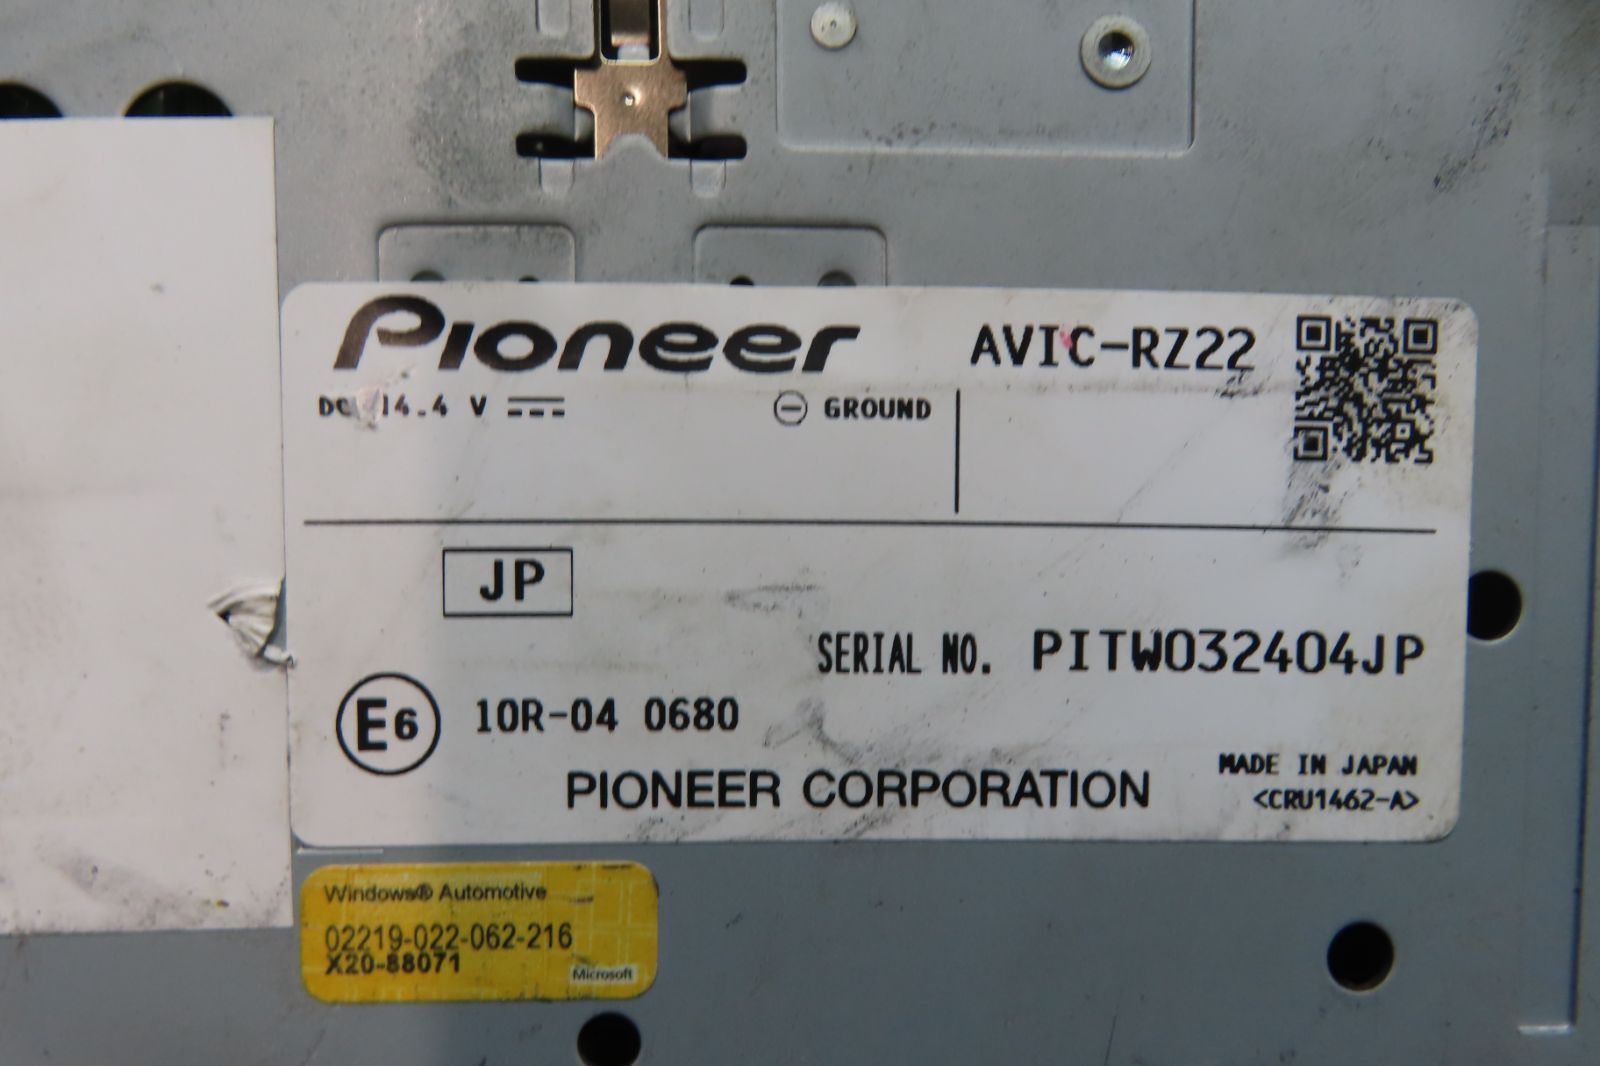 Pioneer AVIC-RZ22
DC 14.4 V ⊖ GROUND
JP
SERIAL NO. PITW032404JP
E6 10R-04 0680
MADE IN JAPAN
PIONEER CORPORATION <CRU1462-A>
Windows® Automotive
02219-022-062-216
X20-88071
Microsoft